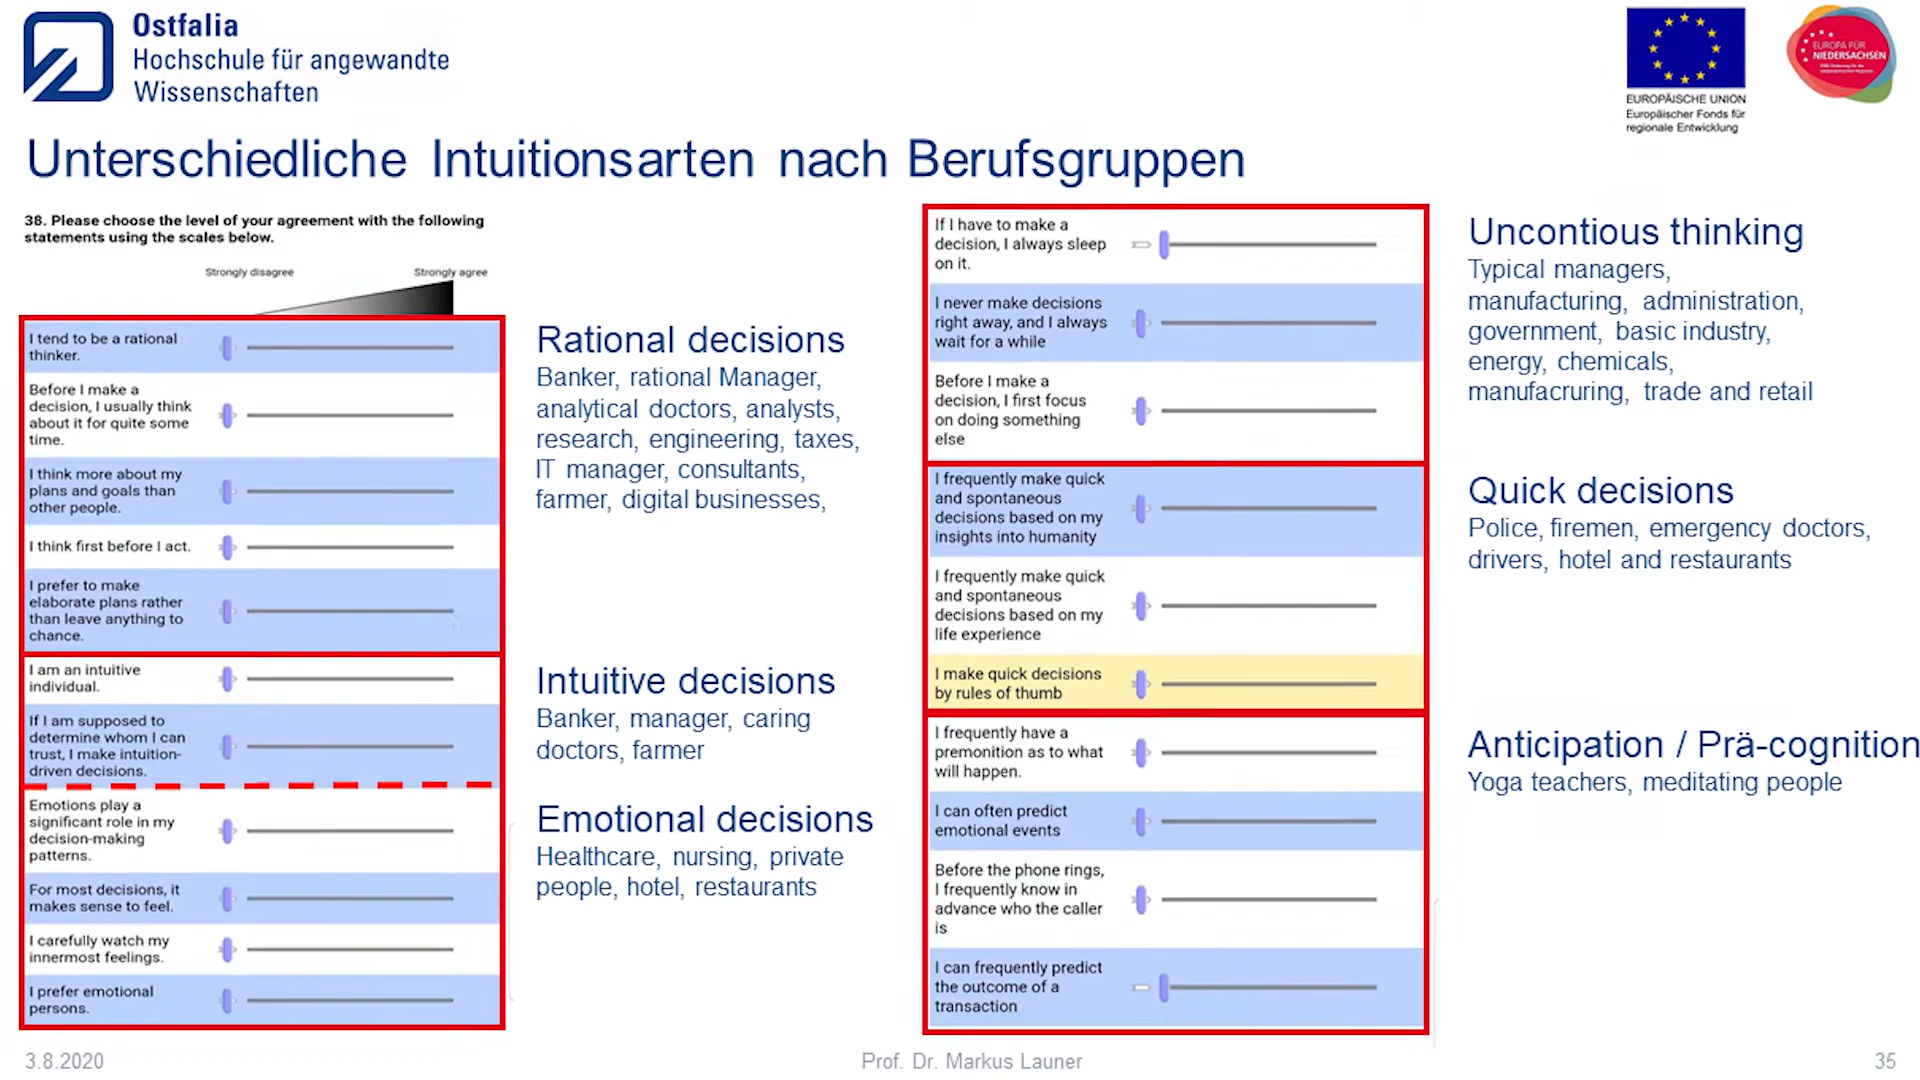 Ostfalia
Hochschule für angewandte
Wissenschaften
EUROPÄISCHE UNION
Europäischer Fonds für
regionale Entwicklung
EUROPA FÜR
NIEDERSACHSEN
Unterschiedliche Intuitionsarten nach Berufsgruppen
38. Please choose the level of your agreement with the following
statements using the scales below.
Strongly disagree
Strongly agree
I tend to be a rational
thinker.
Before I make a
decision, I usually think
about it for quite some
time.
I think more about my
plans and goals than
other people.
I think first before I act.
I prefer to make
elaborate plans rather
than leave anything to
chance.
I am an intuitive
individual.
If I am supposed to
determine whom I can
trust, I make intuition-
driven decisions.
Emotions play a
significant role in my
decision-making
patterns.
For most decisions, it
makes sense to feel.
I carefully watch my
innermost feelings.
I prefer emotional
persons.
Rational decisions
Banker, rational Manager,
analytical doctors, analysts,
research, engineering, taxes,
IT manager, consultants,
farmer, digital businesses,
Intuitive decisions
Banker, manager, caring
doctors, farmer
Emotional decisions
Healthcare, nursing, private
people, hotel, restaurants
If I have to make a
decision, I always sleep
on it.
I never make decisions
right away, and I always
wait for a while
Before I make a
decision, I first focus
on doing something
else
I frequently make quick
and spontaneous
decisions based on my
insights into humanity
I frequently make quick
and spontaneous
decisions based on my
life experience
I make quick decisions
by rules of thumb
I frequently have a
premonition as to what
will happen.
I can often predict
emotional events
Before the phone rings,
I frequently know in
advance who the caller
is
I can frequently predict
the outcome of a
transaction
Uncontious thinking
Typical managers,
manufacturing, administration,
government, basic industry,
energy, chemicals,
manufacruring, trade and retail
Quick decisions
Police, firemen, emergency doctors,
drivers, hotel and restaurants
Anticipation / Prä-cognition
Yoga teachers, meditating people
3.8.2020
Prof. Dr. Markus Launer
35